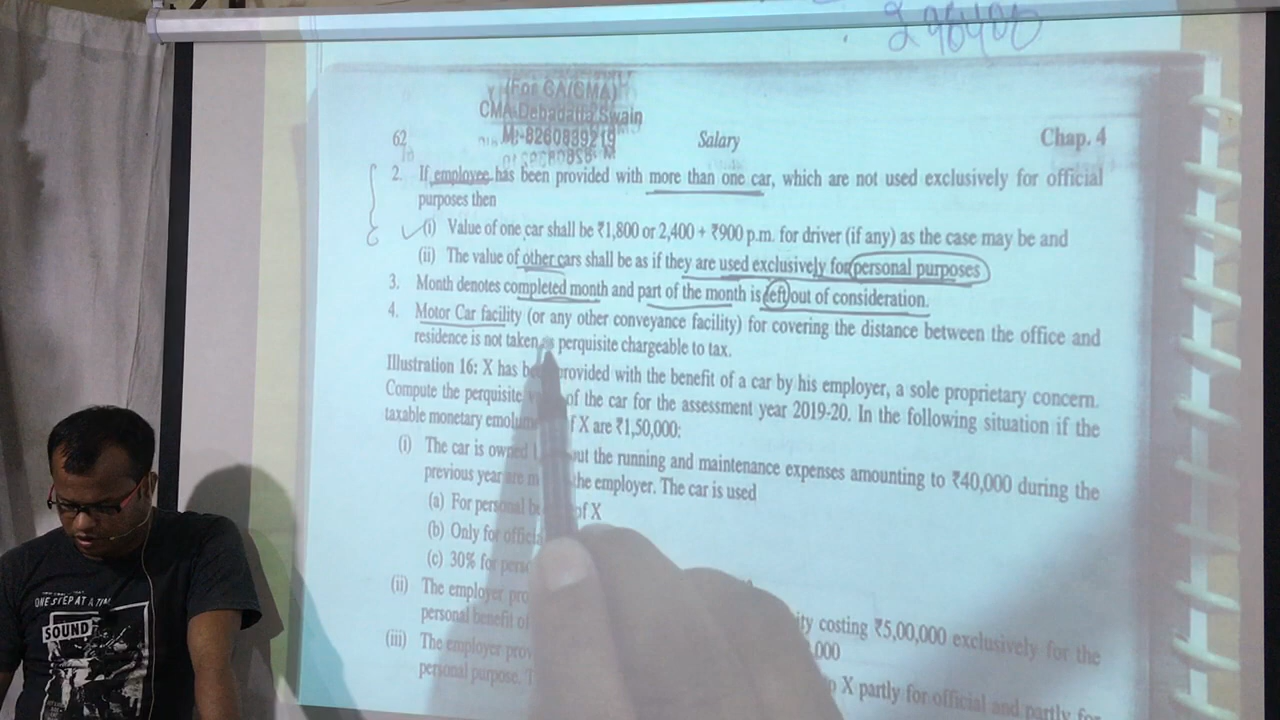 298400
(For CA/CMA)
CMA-Debadatta Swain
M:-8260839219
62 Salary Chap. 4
2. If employee has been provided with more than one car, which are not used exclusively for official
purposes then
(i) Value of one car shall be ₹1,800 or 2,400 + ₹900 p.m. for driver (if any) as the case may be and
(ii) The value of other cars shall be as if they are used exclusively for personal purposes
3. Month denotes completed month and part of the month is left out of consideration.
4. Motor Car facility (or any other conveyance facility) for covering the distance between the office and
residence is not taken as perquisite chargeable to tax.
Illustration 16: X has provided with the benefit of a car by his employer, a sole proprietary concern.
Compute the perquisite of the car for the assessment year 2019-20. In the following situation if the
taxable monetary X are ₹1,50,000:
(i) The car is owned the running and maintenance expenses amounting to ₹40,000 during the
previous year are the employer. The car is used
(a) For personal of X
(b) Only for
(c) 30% for
(ii) The employer costing ₹5,00,000 exclusively for the
personal benefit of
(iii) The employer X partly for official and partly for
personal purpose.
ONE STEP AT A TIME
SOUND